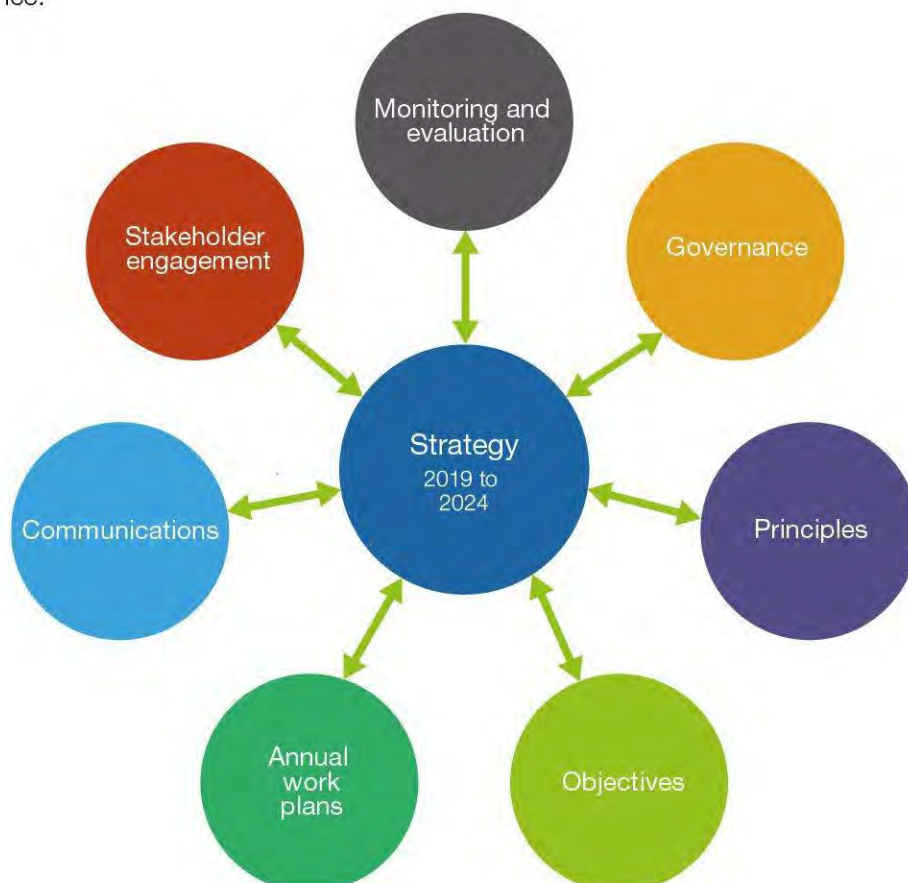 Monitoring and
evaluation
Stakeholder
engagement
Governance
Strategy
2019 to
2024
Communications
Principles
Annual
work
plans
Objectives